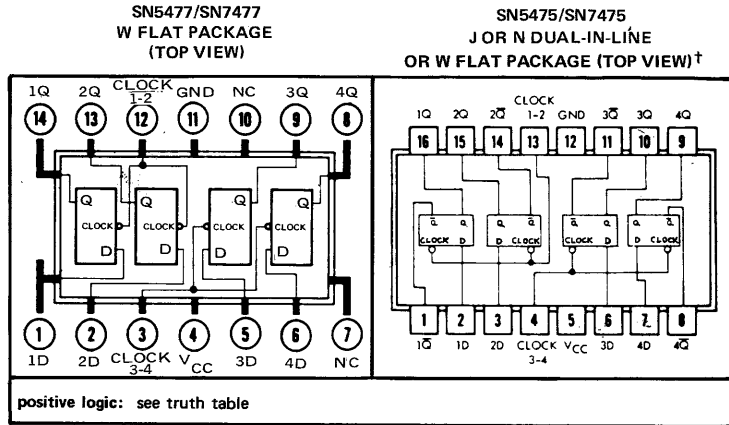 SN5477/SN7477
W FLAT PACKAGE
(TOP VIEW)
1Q 2Q CLOCK 1-2 GND NC 3Q 4Q
14 13 12 11 10 9 8
Q Q Q Q
CLOCK CLOCK CLOCK CLOCK
D D D D
1 2 3 4 5 6 7
1D 2D CLOCK 3-4 VCC 3D 4D NC
SN5475/SN7475
J OR N DUAL-IN-LINE
OR W FLAT PACKAGE (TOP VIEW)†
1Q 2Q 2Q̅ CLOCK 1-2 GND 3Q̅ 3Q 4Q
16 15 14 13 12 11 10 9
Q̅ Q Q Q̅ Q̅ Q Q Q̅
CLOCK D D CLOCK CLOCK D D CLOCK
1 2 3 4 5 6 7 8
1Q̅ 1D 2D CLOCK 3-4 VCC 3D 4D 4Q̅
positive logic: see truth table